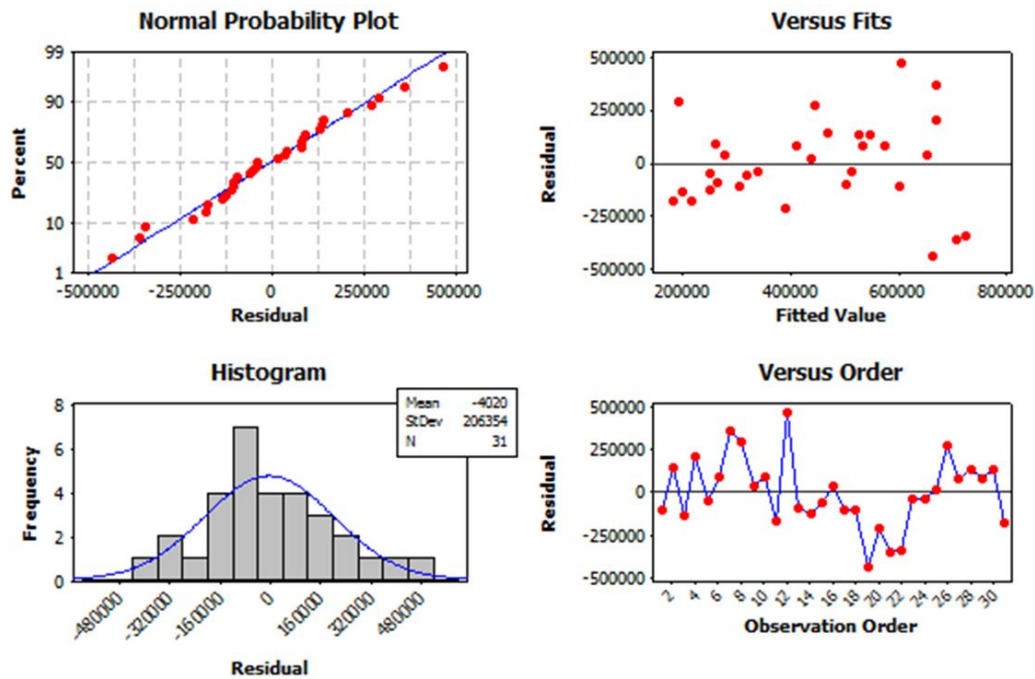 Normal Probability Plot
Percent
99
90
50
10
1
-500000 -250000 0 250000 500000
Residual
Versus Fits
Residual
500000
250000
0
-250000
-500000
200000 400000 600000 800000
Fitted Value
Histogram
Frequency
8
6
4
2
0
-480000 -320000 -160000 0 160000 320000 480000
Residual
Mean -4020
StDev 206354
N 31
Versus Order
Residual
500000
250000
0
-250000
-500000
2 4 6 8 10 12 14 16 18 20 22 24 26 28 30
Observation Order